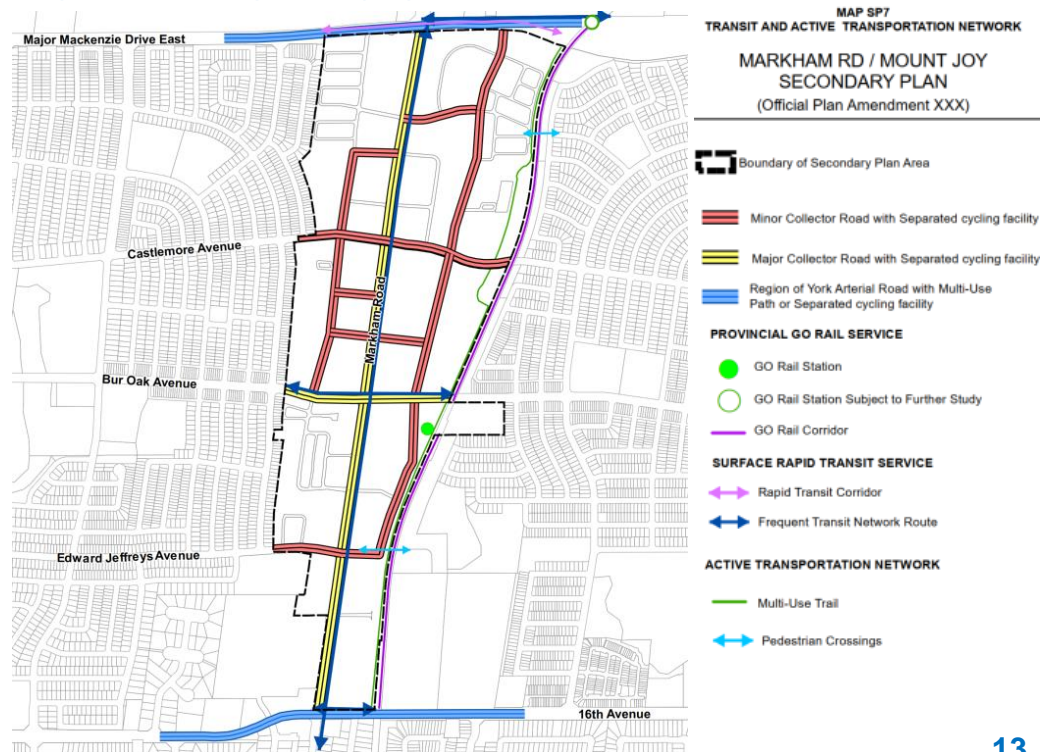 MAP SP7
TRANSIT AND ACTIVE TRANSPORTATION NETWORK
MARKHAM RD / MOUNT JOY
SECONDARY PLAN
(Official Plan Amendment XXX)
Boundary of Secondary Plan Area
Minor Collector Road with Separated cycling facility
Major Collector Road with Separated cycling facility
Region of York Arterial Road with Multi-Use
Path or Separated cycling facility
PROVINCIAL GO RAIL SERVICE
GO Rail Station
GO Rail Station Subject to Further Study
GO Rail Corridor
SURFACE RAPID TRANSIT SERVICE
Rapid Transit Corridor
Frequent Transit Network Route
ACTIVE TRANSPORTATION NETWORK
Multi-Use Trail
Pedestrian Crossings
Major Mackenzie Drive East
Castlemore Avenue
Markham Road
Bur Oak Avenue
Edward Jeffreys Avenue
16th Avenue
13